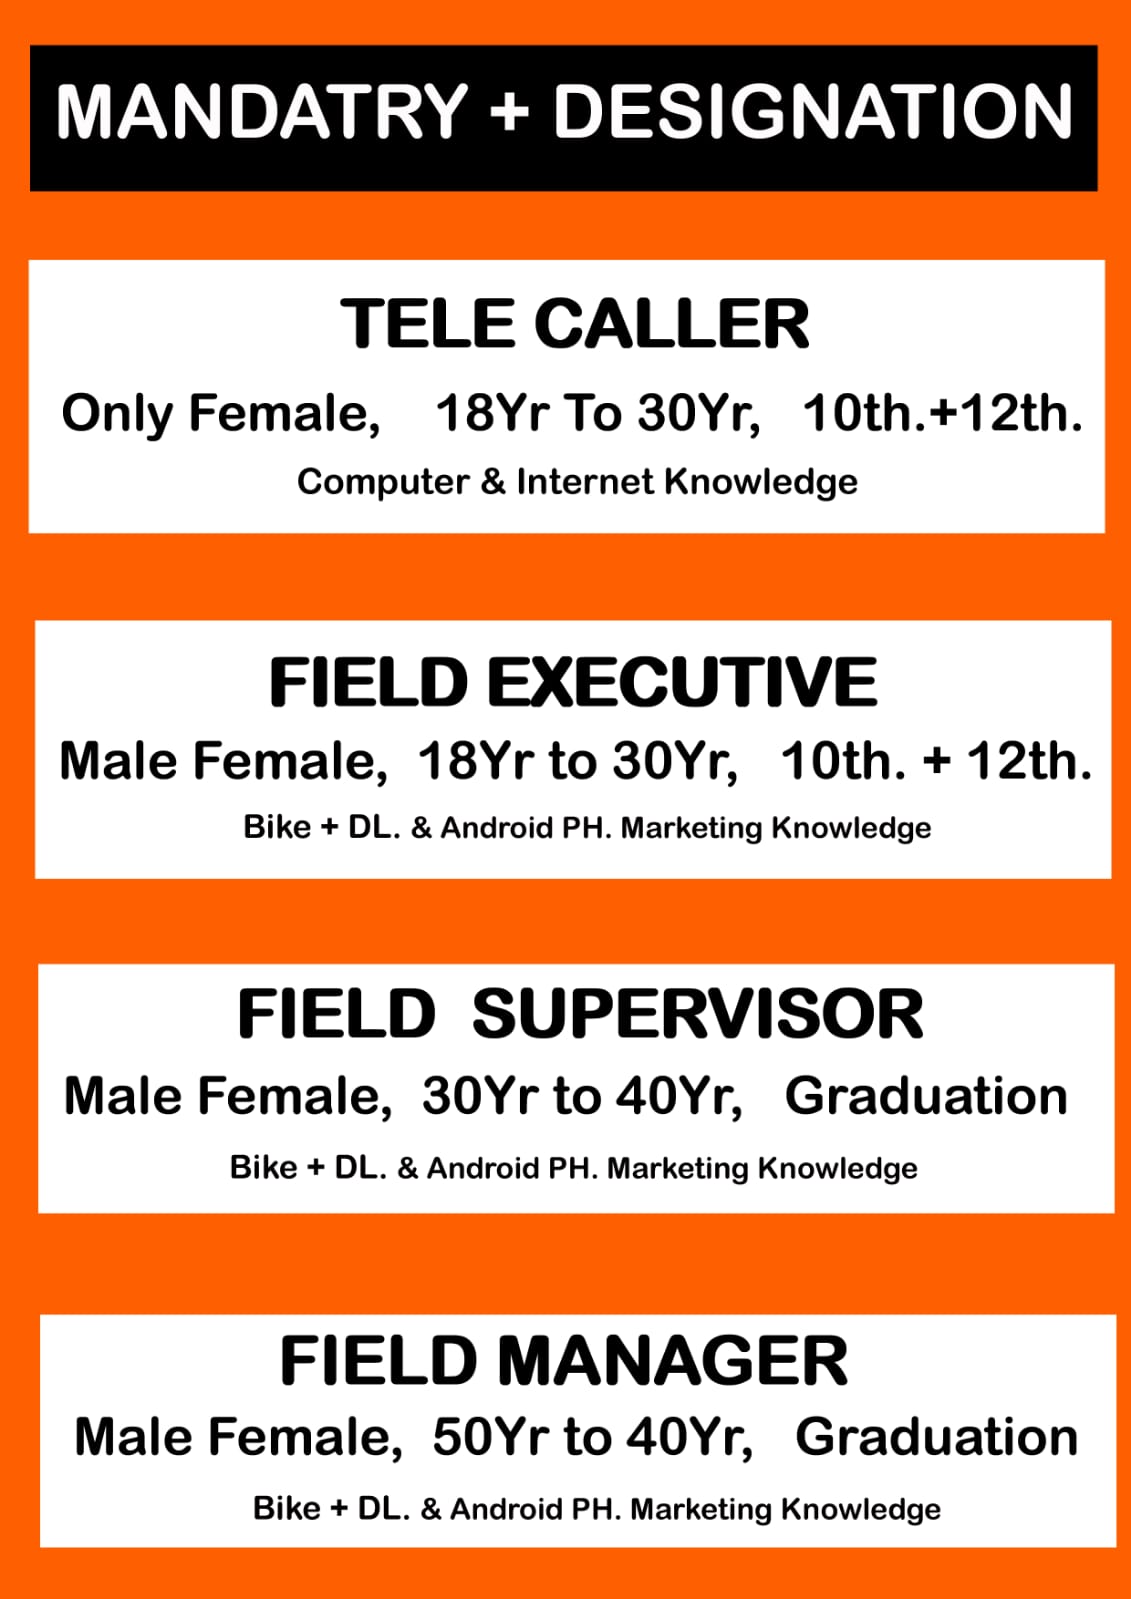 MANDATRY + DESIGNATION
TELE CALLER
Only Female, 18Yr To 30Yr, 10th.+12th.
Computer & Internet Knowledge
FIELD EXECUTIVE
Male Female, 18Yr to 30Yr, 10th. + 12th.
Bike + DL. & Android PH. Marketing Knowledge
FIELD SUPERVISOR
Male Female, 30Yr to 40Yr, Graduation
Bike + DL. & Android PH. Marketing Knowledge
FIELD MANAGER
Male Female, 50Yr to 40Yr, Graduation
Bike + DL. & Android PH. Marketing Knowledge